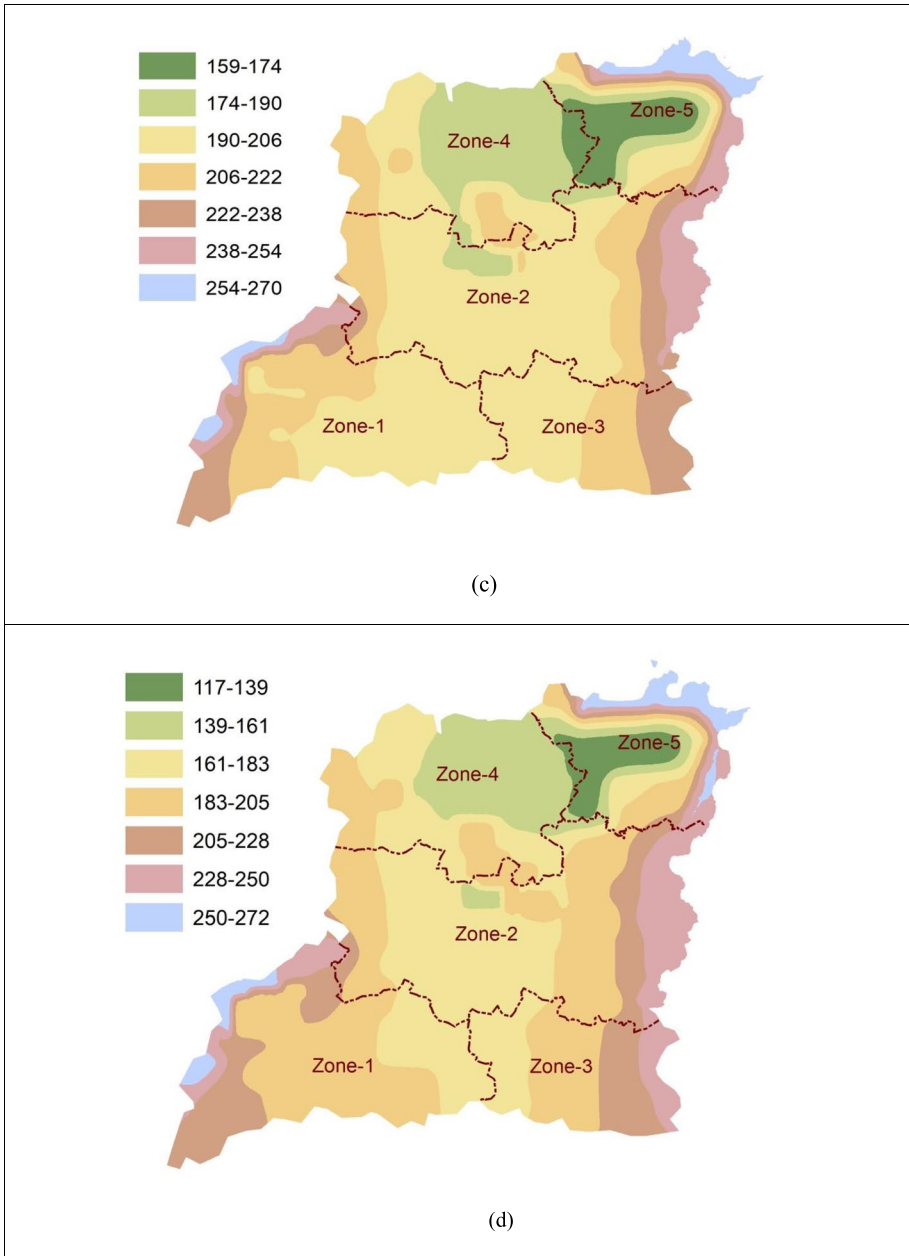 159-174
174-190
190-206
206-222
222-238
238-254
254-270
Zone-5
Zone-4
Zone-2
Zone-1
Zone-3
(c)
117-139
139-161
161-183
183-205
205-228
228-250
250-272
Zone-5
Zone-4
Zone-2
Zone-1
Zone-3
(d)